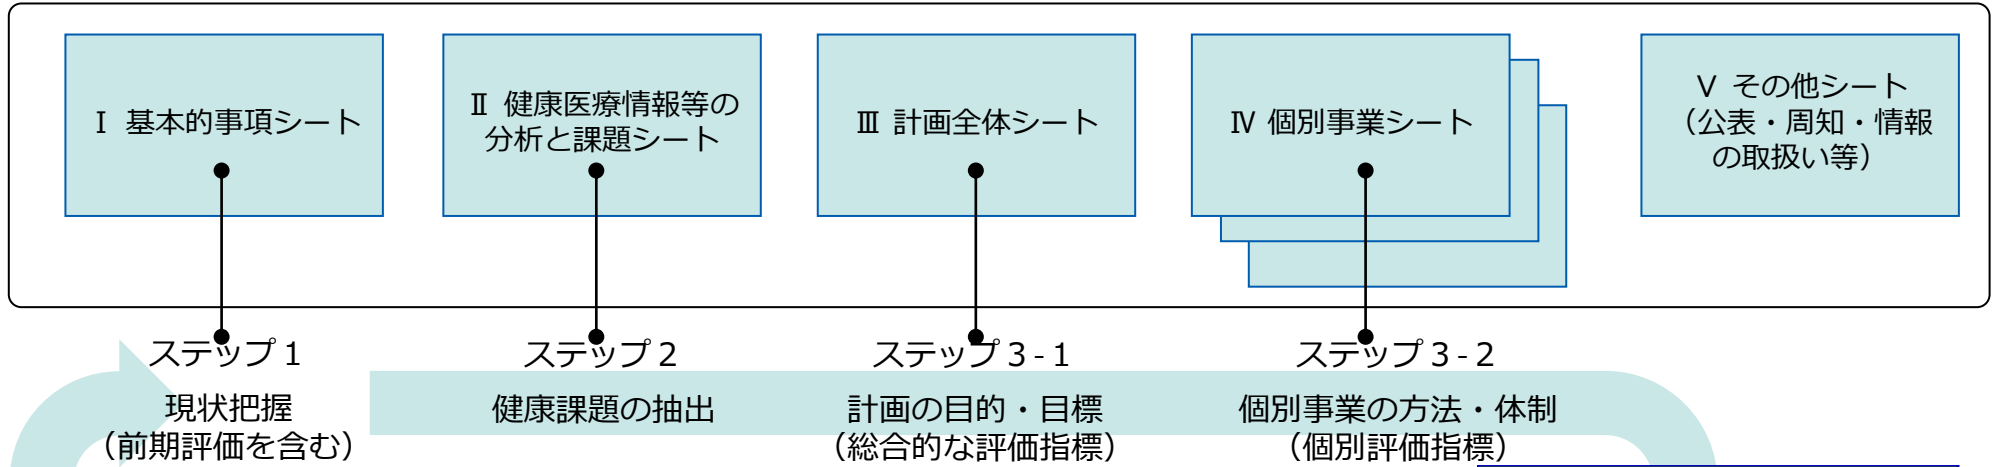 Ⅰ 基本的事項シート
Ⅱ 健康医療情報等の
分析と課題シート
Ⅲ 計画全体シート
Ⅳ 個別事業シート
Ⅴ その他シート
（公表・周知・情報
の取扱い等）
ステップ１
現状把握
（前期評価を含む）
ステップ２
健康課題の抽出
ステップ３-１
計画の目的・目標
（総合的な評価指標）
ステップ３-２
個別事業の方法・体制
（個別評価指標）